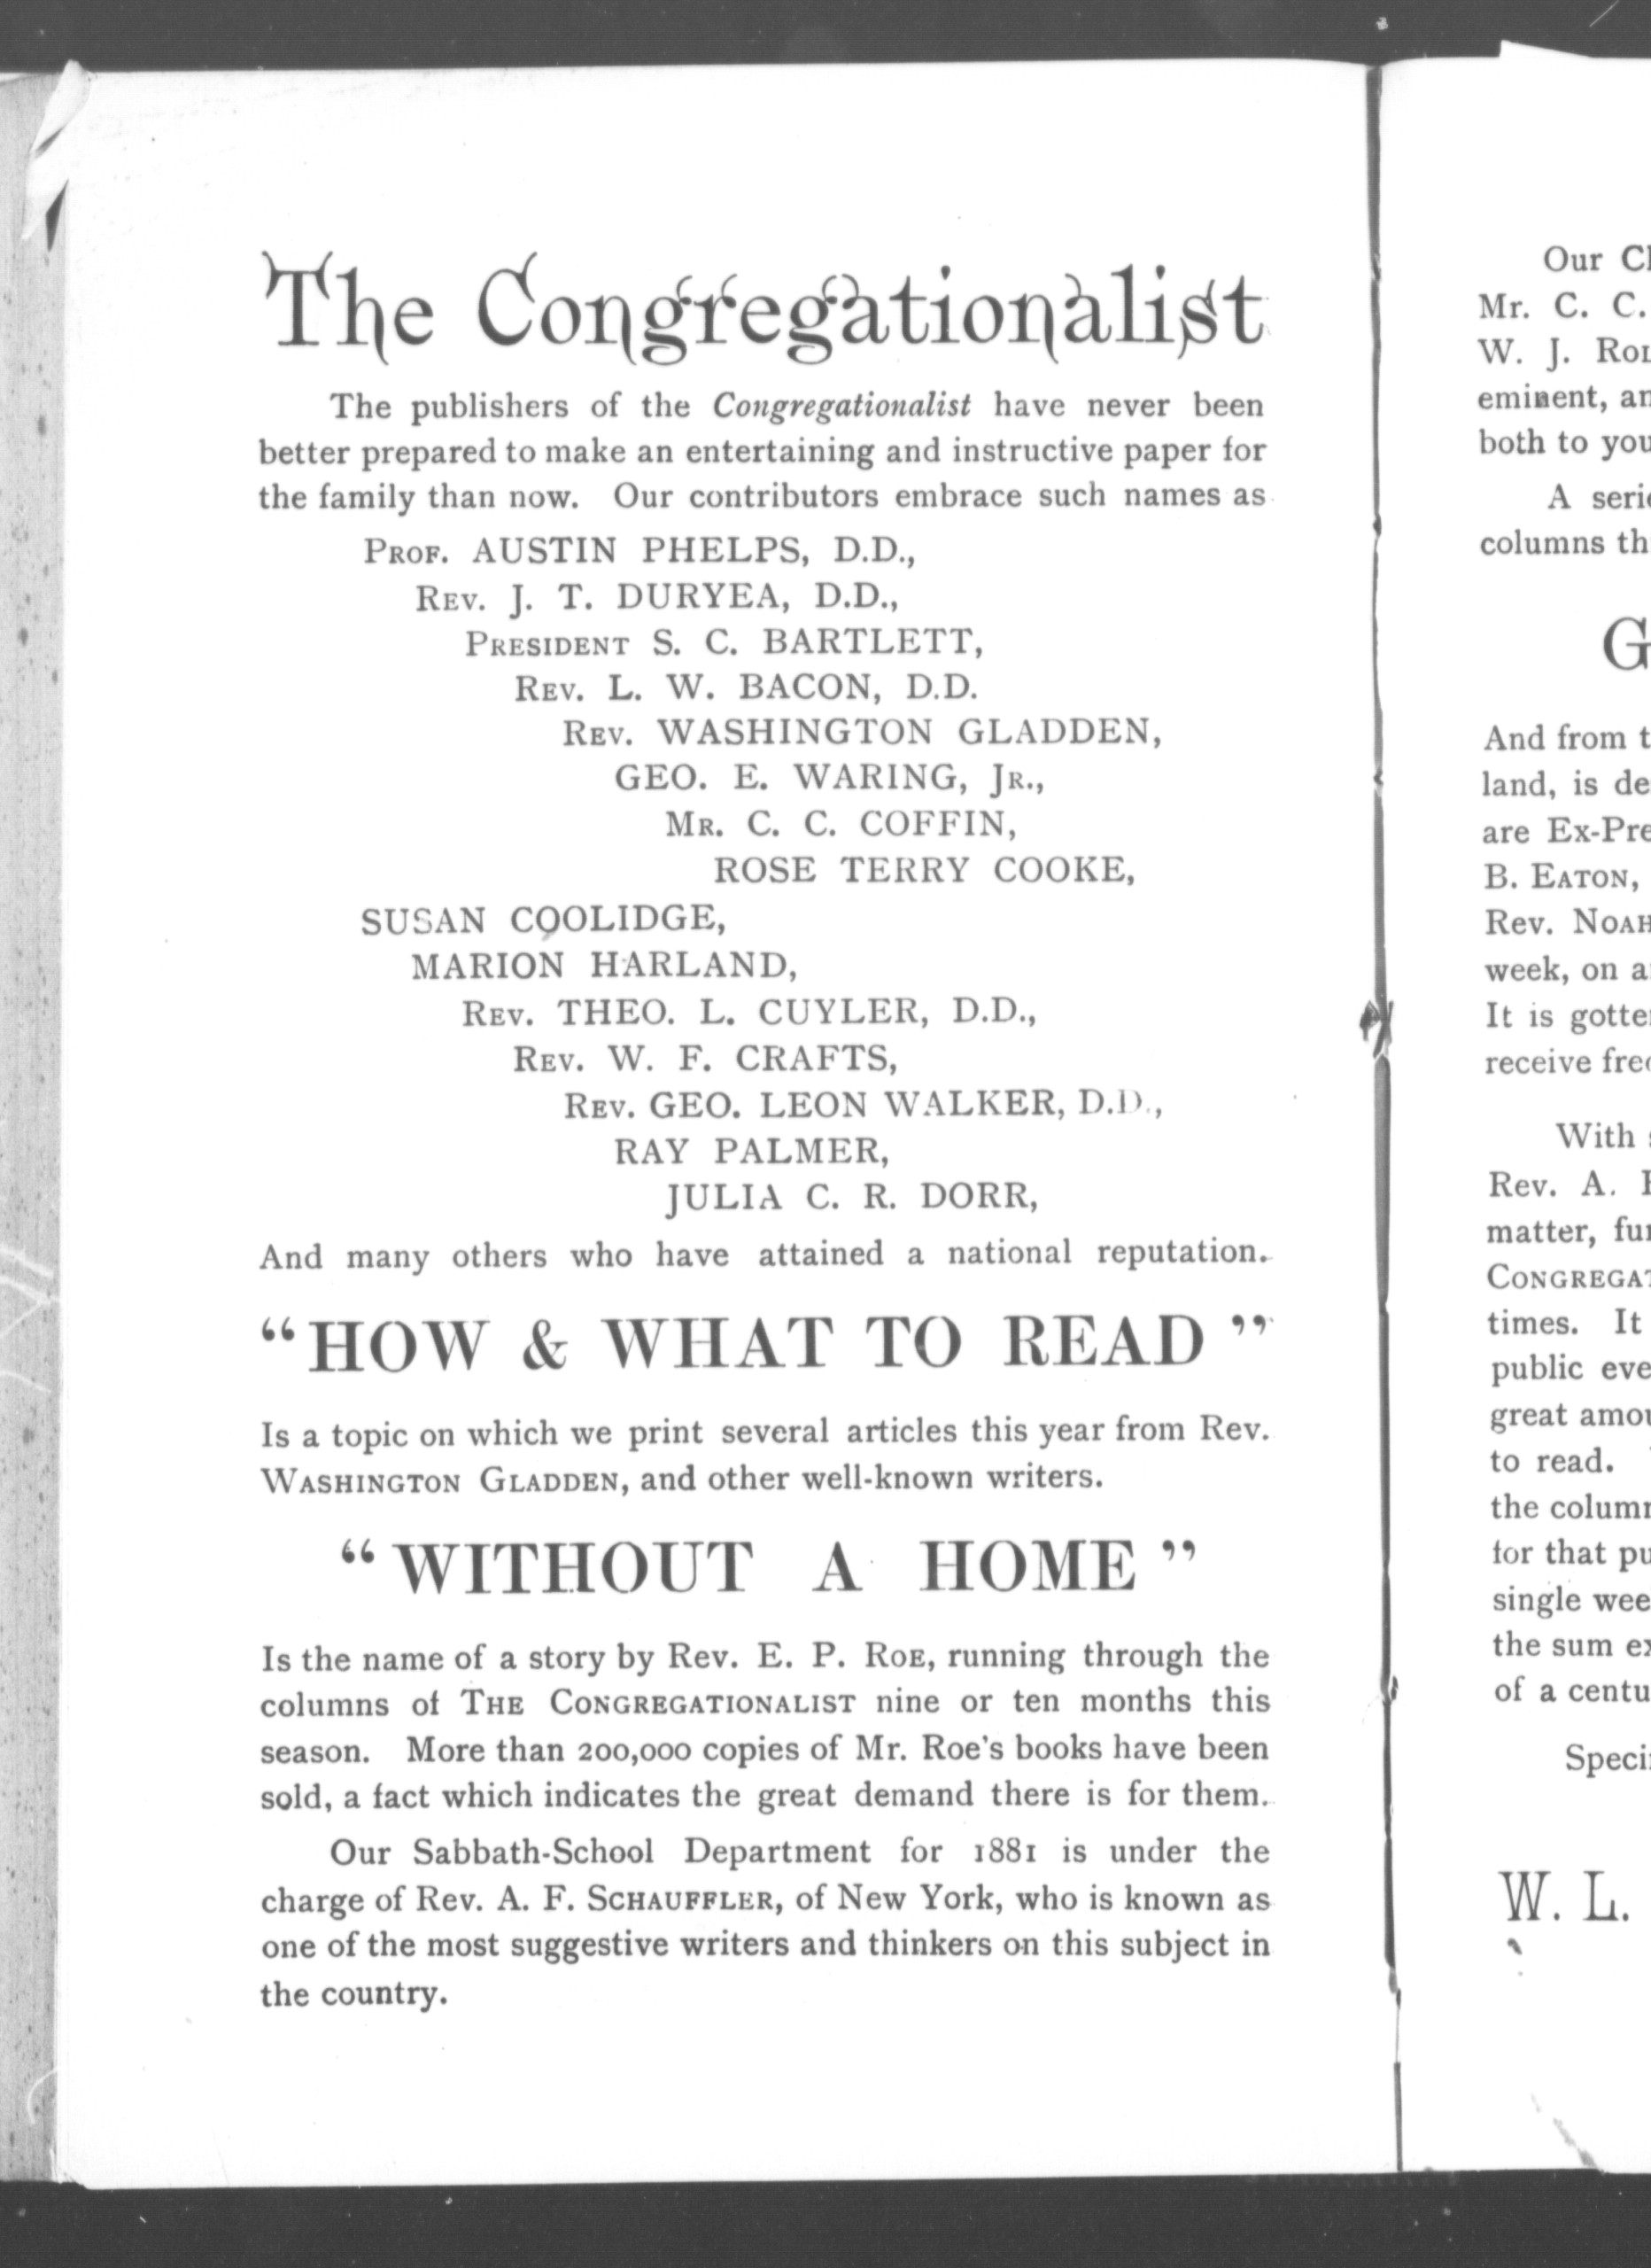 The Congregationalist
The publishers of the Congregationalist have never been
better prepared to make an entertaining and instructive paper for
the family than now. Our contributors embrace such names as
PROF. AUSTIN PHELPS, D.D.,
REV. J. T. DURYEA, D.D.,
PRESIDENT S. C. BARTLETT,
REV. L. W. BACON, D.D.
REV. WASHINGTON GLADDEN,
GEO. E. WARING, JR.,
MR. C. C. COFFIN,
ROSE TERRY COOKE,
SUSAN COOLIDGE,
MARION HARLAND,
REV. THEO. L. CUYLER, D.D.,
REV. W. F. CRAFTS,
REV. GEO. LEON WALKER, D.D.,
RAY PALMER,
JULIA C. R. DORR,
And many others who have attained a national reputation.
“HOW & WHAT TO READ”
Is a topic on which we print several articles this year from Rev.
WASHINGTON GLADDEN, and other well-known writers.
“WITHOUT A HOME”
Is the name of a story by Rev. E. P. ROE, running through the
columns of THE CONGREGATIONALIST nine or ten months this
season. More than 200,000 copies of Mr. Roe's books have been
sold, a fact which indicates the great demand there is for them.
Our Sabbath-School Department for 1881 is under the
charge of Rev. A. F. SCHAUFFLER, of New York, who is known as
one of the most suggestive writers and thinkers on this subject in
the country.
Our
Mr. C. C.
W. J.
eminent,
both to
A
columns
And from
land, is
are
B. EATON,
Rev.
week, on
It is
receive
With
Rev. A.
matter,
times. It
public
great
to read.
the
for that
single
the sum
of a
W. L.